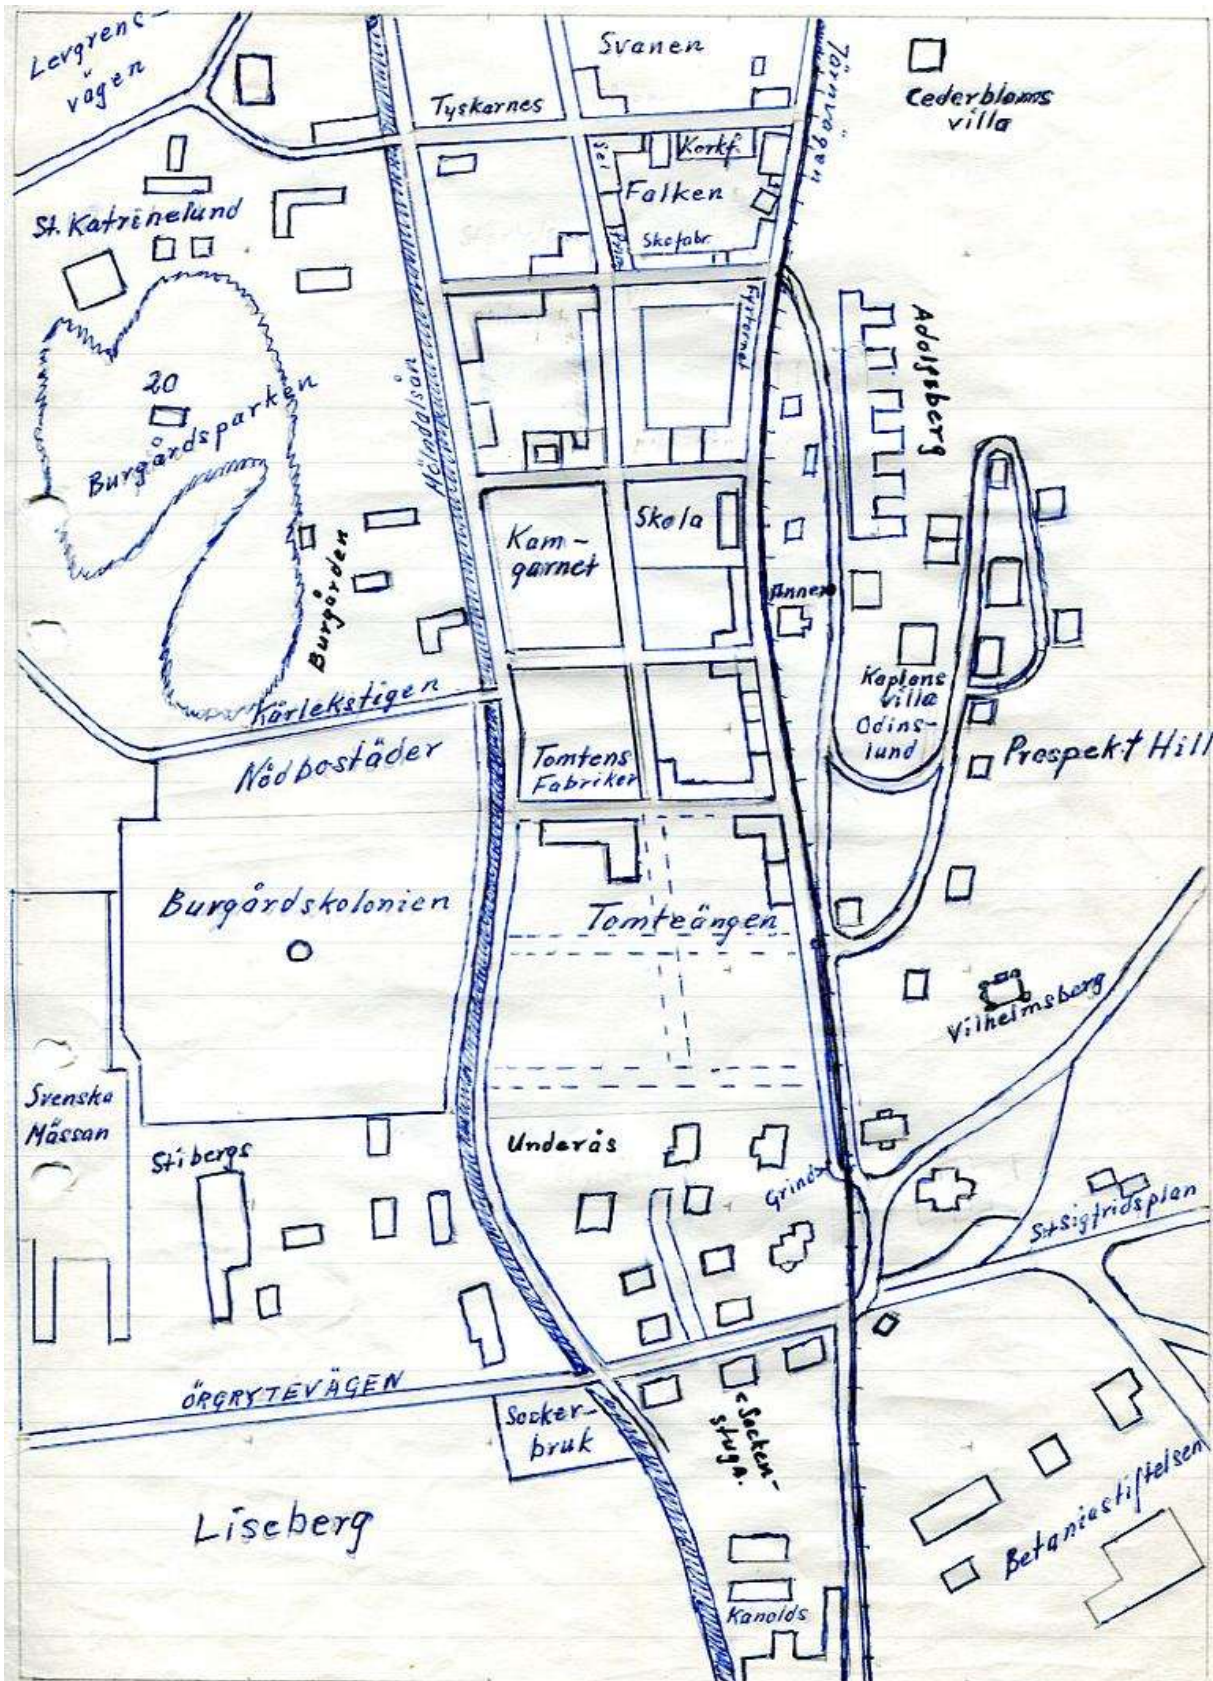 Levgrens-
vägen
Svanen
Järnvägen
Cederbloms
villa
Tyskarnes
Korkf.
Falken
Skofabr.
St. Katrinelund
20
Burgårdsparken
Mölndalsån
Fyrtornet
Adolfsberg
Burgården
Kam-
garnet
Skola
Annero
Kaplans
villa
Odins-
lund
Prospekt Hill
Kärlekstigen
Nödbostäder
Tomtens
Fabriker
Burgårdskolonien
Tomteängen
Vilhelmsberg
Svenska
Mässan
Stibergs
Underås
St Sigfridsplan
ÖRGRYTEVÄGEN
Socker-
bruk
Socken-
stuga.
Liseberg
Betaniastiftelsen
Kanolds